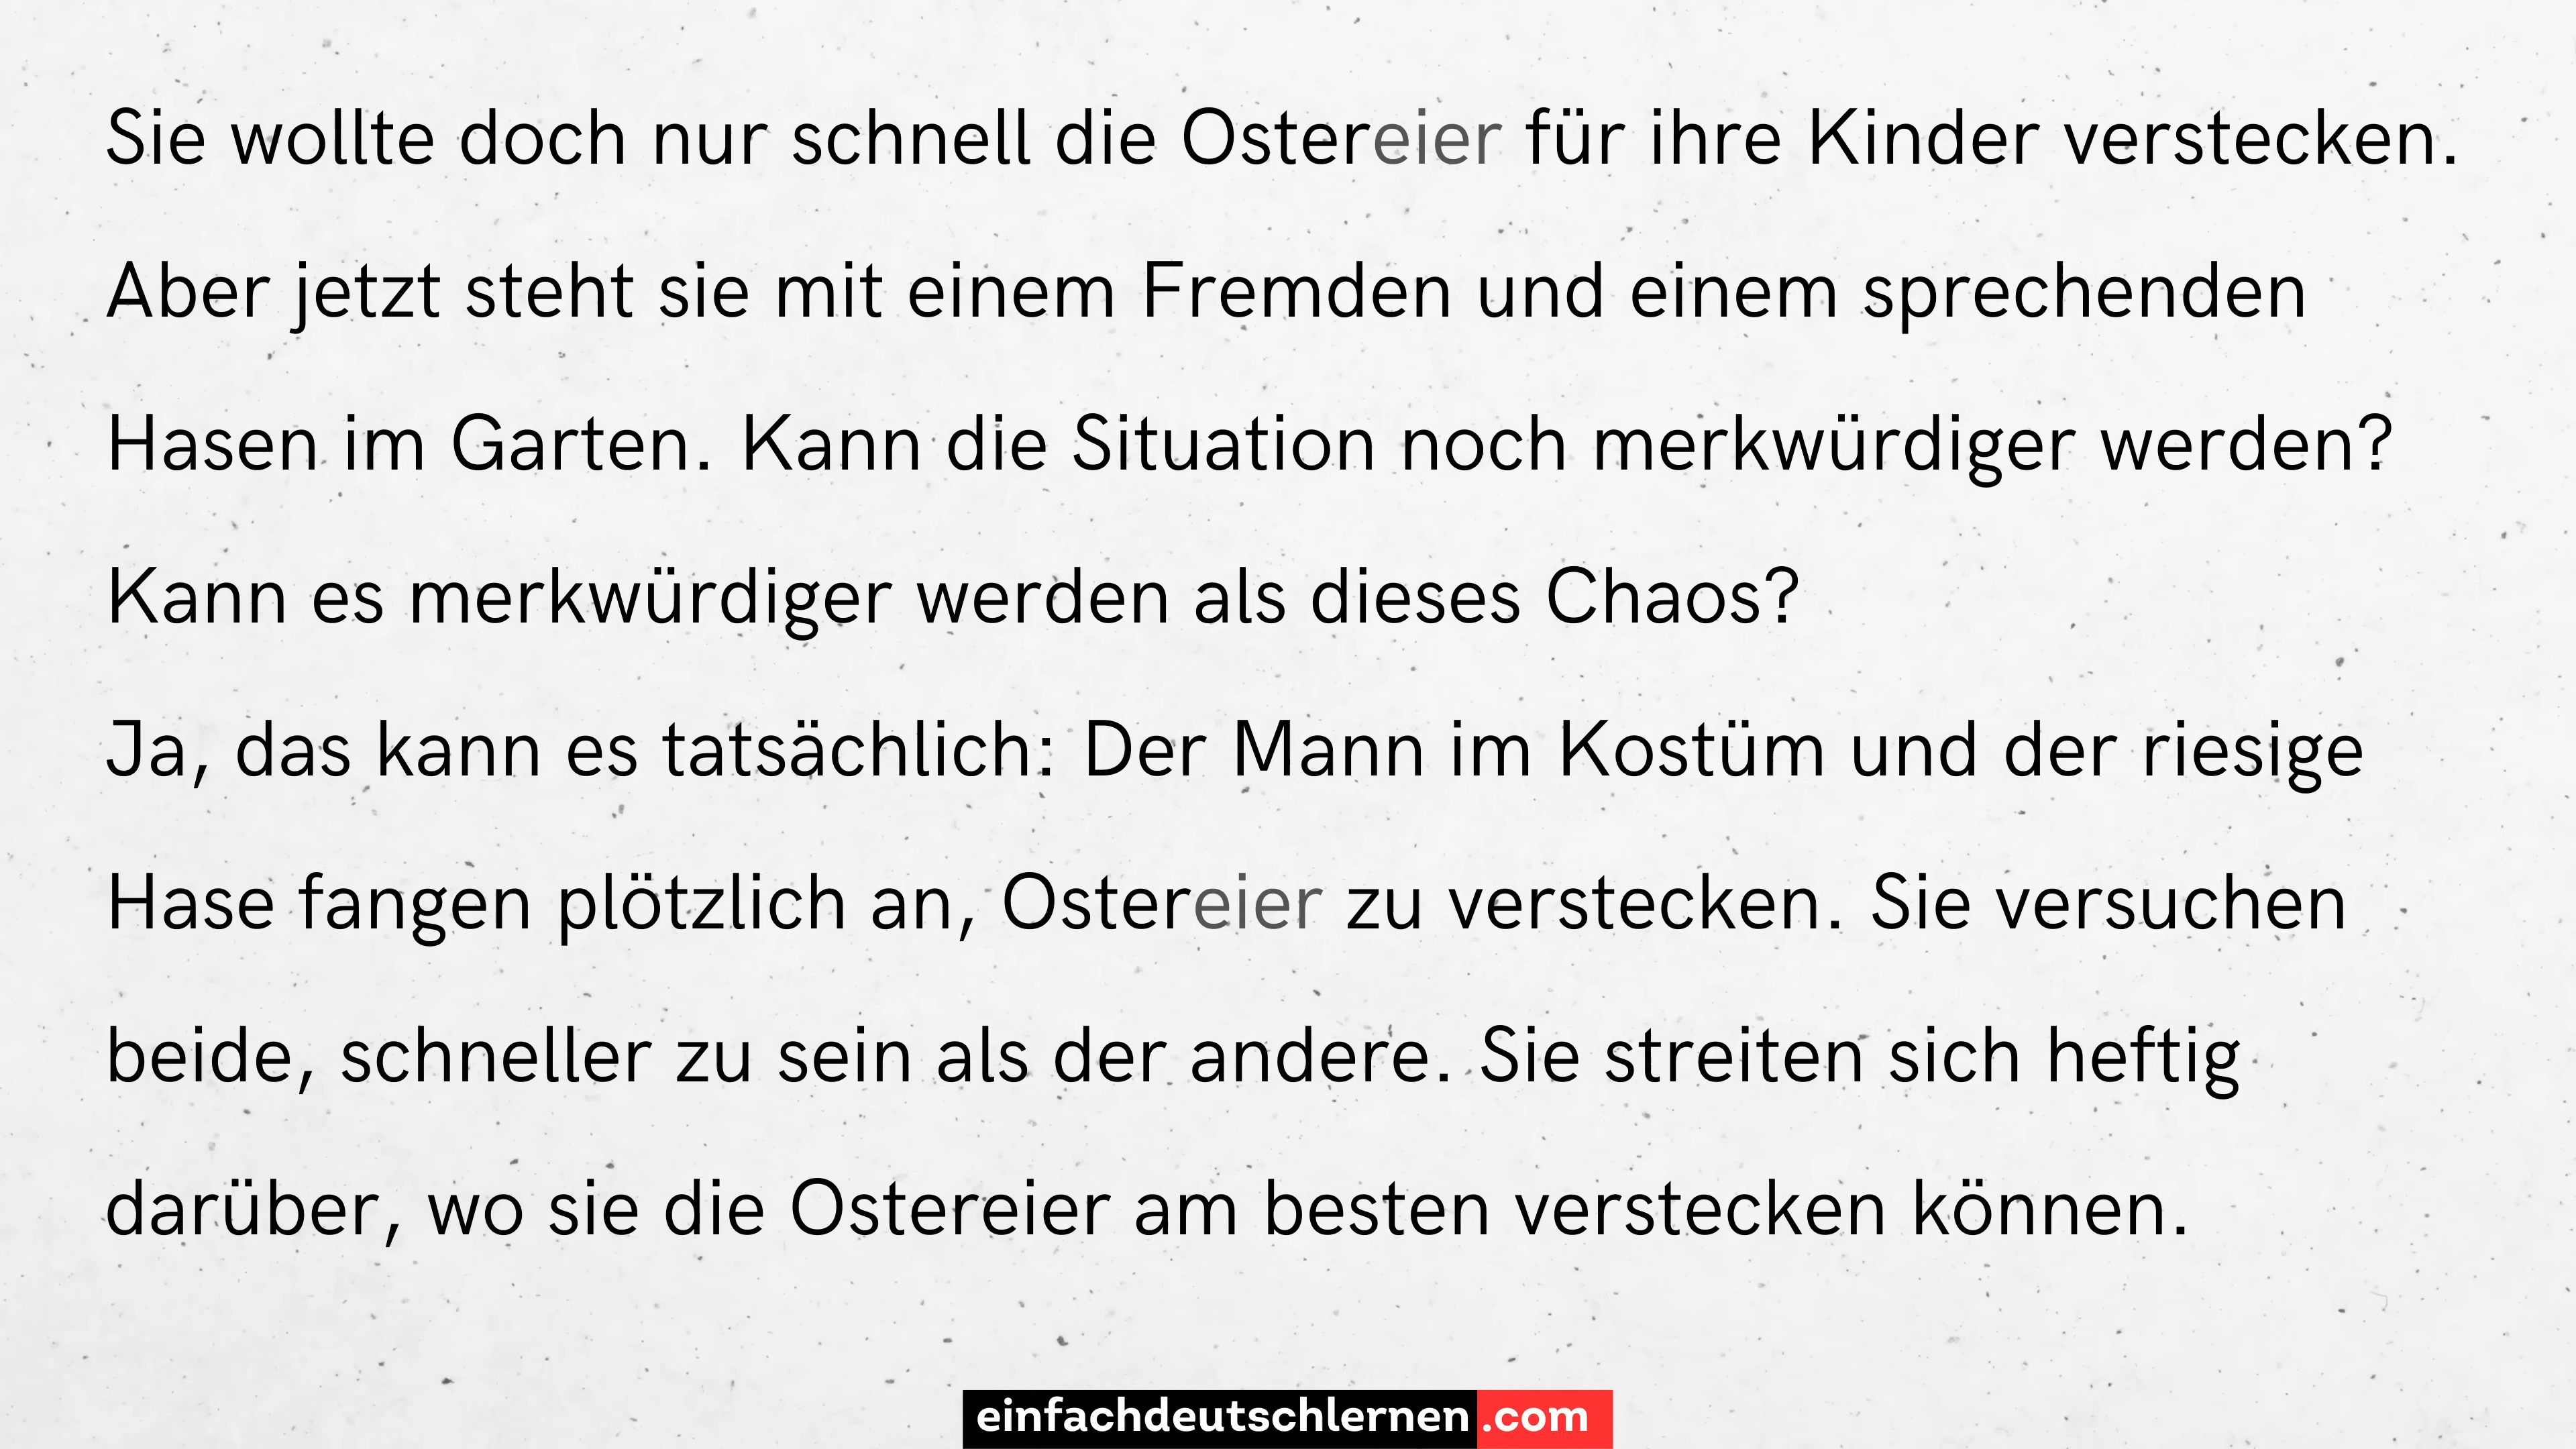 Sie wollte doch nur schnell die Ostereier für ihre Kinder verstecken.
Aber jetzt steht sie mit einem Fremden und einem sprechenden
Hasen im Garten. Kann die Situation noch merkwürdiger werden?
Kann es merkwürdiger werden als dieses Chaos?
Ja, das kann es tatsächlich: Der Mann im Kostüm und der riesige
Hase fangen plötzlich an, Ostereier zu verstecken. Sie versuchen
beide, schneller zu sein als der andere. Sie streiten sich heftig
darüber, wo sie die Ostereier am besten verstecken können.
einfachdeutschlernen.com